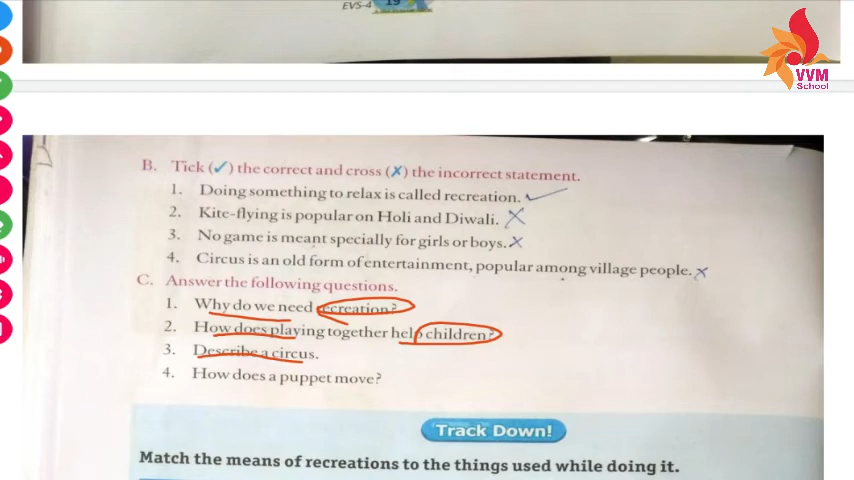 EVS-4 19
VVM
School
B. Tick (✓) the correct and cross (✗) the incorrect statement.
1. Doing something to relax is called recreation. ✓
2. Kite-flying is popular on Holi and Diwali. ✗
3. No game is meant specially for girls or boys. ✗
4. Circus is an old form of entertainment, popular among village people. ✗
C. Answer the following questions.
1. Why do we need recreation?
2. How does playing together help children?
3. Describe a circus.
4. How does a puppet move?
Track Down!
Match the means of recreations to the things used while doing it.